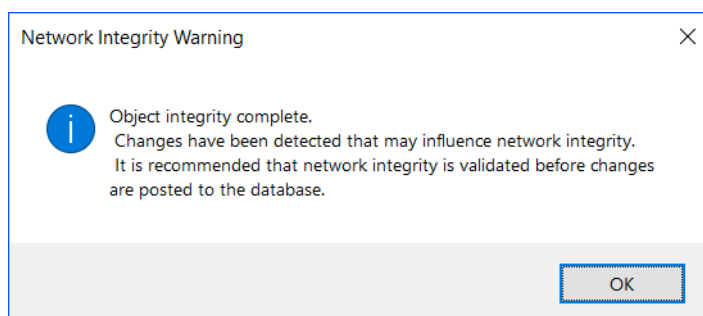 Network Integrity Warning
Object integrity complete.
Changes have been detected that may influence network integrity.
It is recommended that network integrity is validated before changes
are posted to the database.
OK